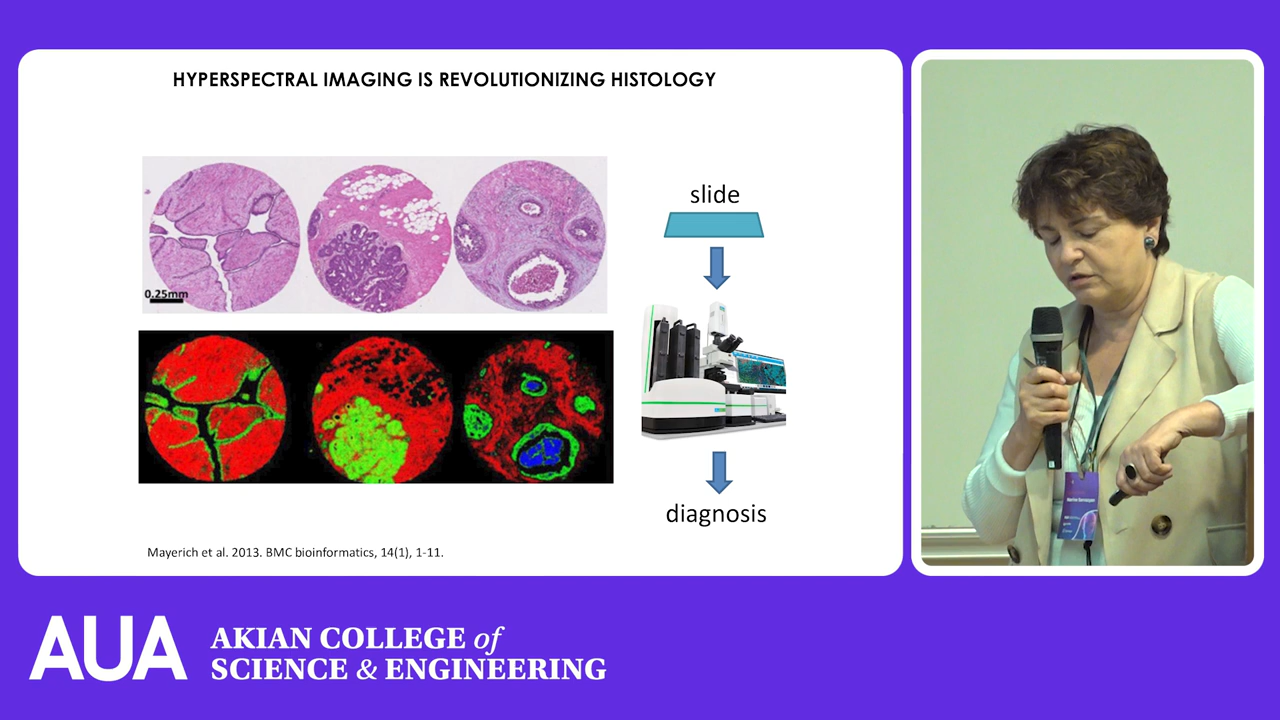 HYPERSPECTRAL IMAGING IS REVOLUTIONIZING HISTOLOGY
0.25mm
slide
diagnosis
Mayerich et al. 2013. BMC bioinformatics, 14(1), 1-11.
AUA
AKIAN COLLEGE of
SCIENCE & ENGINEERING